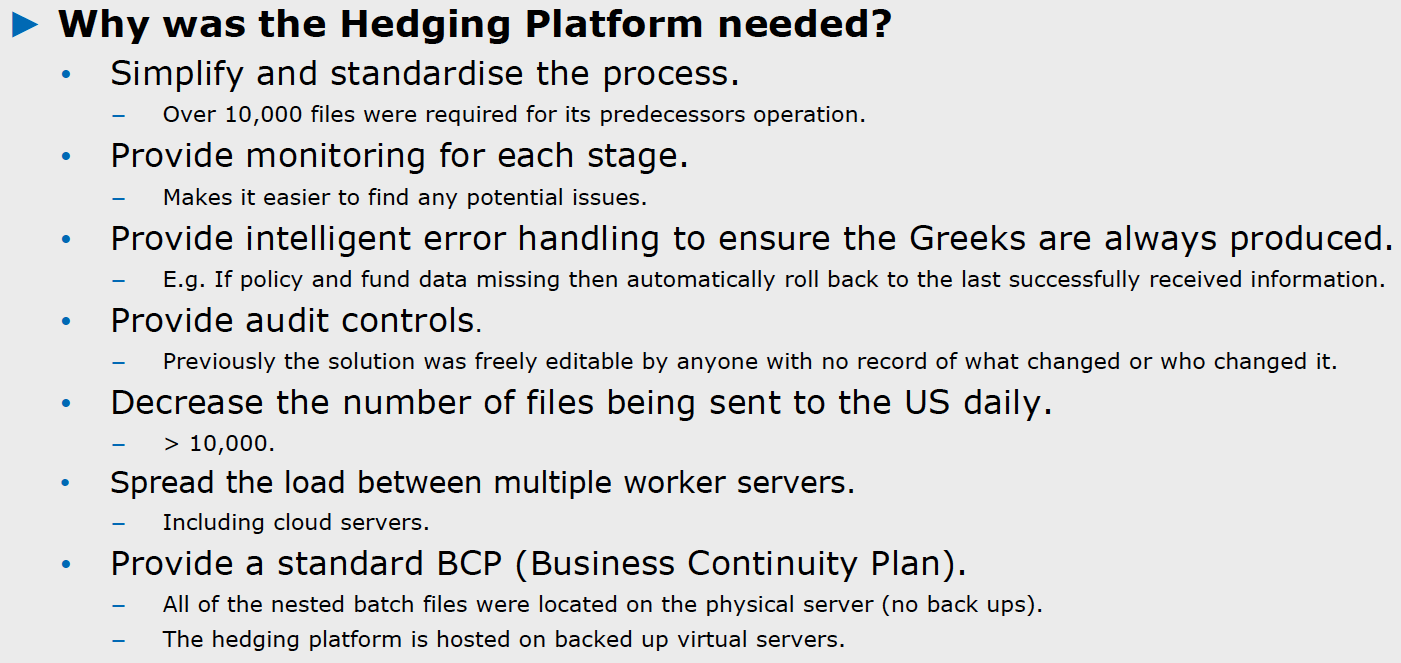 ► Why was the Hedging Platform needed?
• Simplify and standardise the process.
– Over 10,000 files were required for its predecessors operation.
• Provide monitoring for each stage.
– Makes it easier to find any potential issues.
• Provide intelligent error handling to ensure the Greeks are always produced.
– E.g. If policy and fund data missing then automatically roll back to the last successfully received information.
• Provide audit controls.
– Previously the solution was freely editable by anyone with no record of what changed or who changed it.
• Decrease the number of files being sent to the US daily.
– > 10,000.
• Spread the load between multiple worker servers.
– Including cloud servers.
• Provide a standard BCP (Business Continuity Plan).
– All of the nested batch files were located on the physical server (no back ups).
– The hedging platform is hosted on backed up virtual servers.